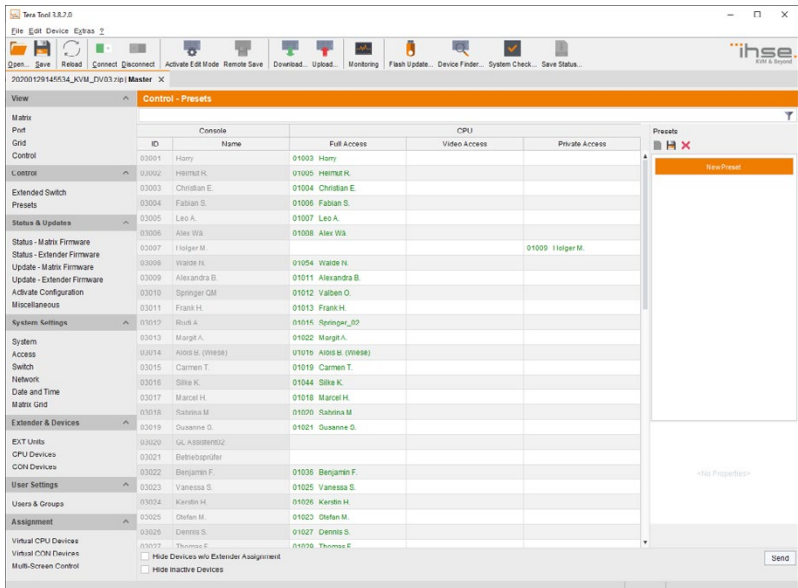 Tera Tool 3.8.2.0
File Edit Device Extras ?
Open... Save Reload Connect Disconnect Activate Edit Mode Remote Save Download... Upload... Monitoring Flash Update... Device Finder... System Check... Save Status...
ihse.
KVM & Beyond
20200129145534_KVM_DV03.zip | Master X
View
Matrix
Port
Grid
Control
Control
Extended Switch
Presets
Status & Updates
Status - Matrix Firmware
Status - Extender Firmware
Update - Matrix Firmware
Update - Extender Firmware
Activate Configuration
Miscellaneous
System Settings
System
Access
Switch
Network
Date and Time
Matrix Grid
Extender & Devices
EXT Units
CPU Devices
CON Devices
User Settings
Users & Groups
Assignment
Virtual CPU Devices
Virtual CON Devices
Multi-Screen Control
Control - Presets
Console CPU
ID Name Full Access Video Access Private Access
03001 Harry 01003 Harry
03002 Helmut R. 01005 Helmut R.
03003 Christian E. 01004 Christian E.
03004 Fabian S. 01006 Fabian S.
03005 Leo A. 01007 Leo A.
03006 Alex Wä. 01008 Alex Wä.
03007 Holger M. 01009 Holger M.
03008 Walde N. 01054 Walde N.
03009 Alexandra B. 01011 Alexandra B.
03010 Springer QM 01012 Valben O.
03011 Frank H. 01013 Frank H.
03012 Rudi A. 01015 Springer_02
03013 Margit A. 01022 Margit A.
03014 Alois B. (Wiese) 01016 Alois B. (Wiese)
03015 Carmen T. 01019 Carmen T.
03016 Silke K. 01044 Silke K.
03017 Marcel H. 01018 Marcel H.
03018 Sabrina M. 01020 Sabrina M.
03019 Susanne G. 01021 Susanne G.
03020 GL Assistent02
03021 Betriebsprüfer
03022 Benjamin F. 01036 Benjamin F.
03023 Vanessa S. 01025 Vanessa S.
03024 Kerstin H. 01026 Kerstin H.
03025 Stefan M. 01023 Stefan M.
03026 Dennis S. 01027 Dennis S.
03027 Thomas F. 01029 Thomas F.
Hide Devices w/o Extender Assignment
Hide Inactive Devices
Presets
New Preset
<No Properties>
Send